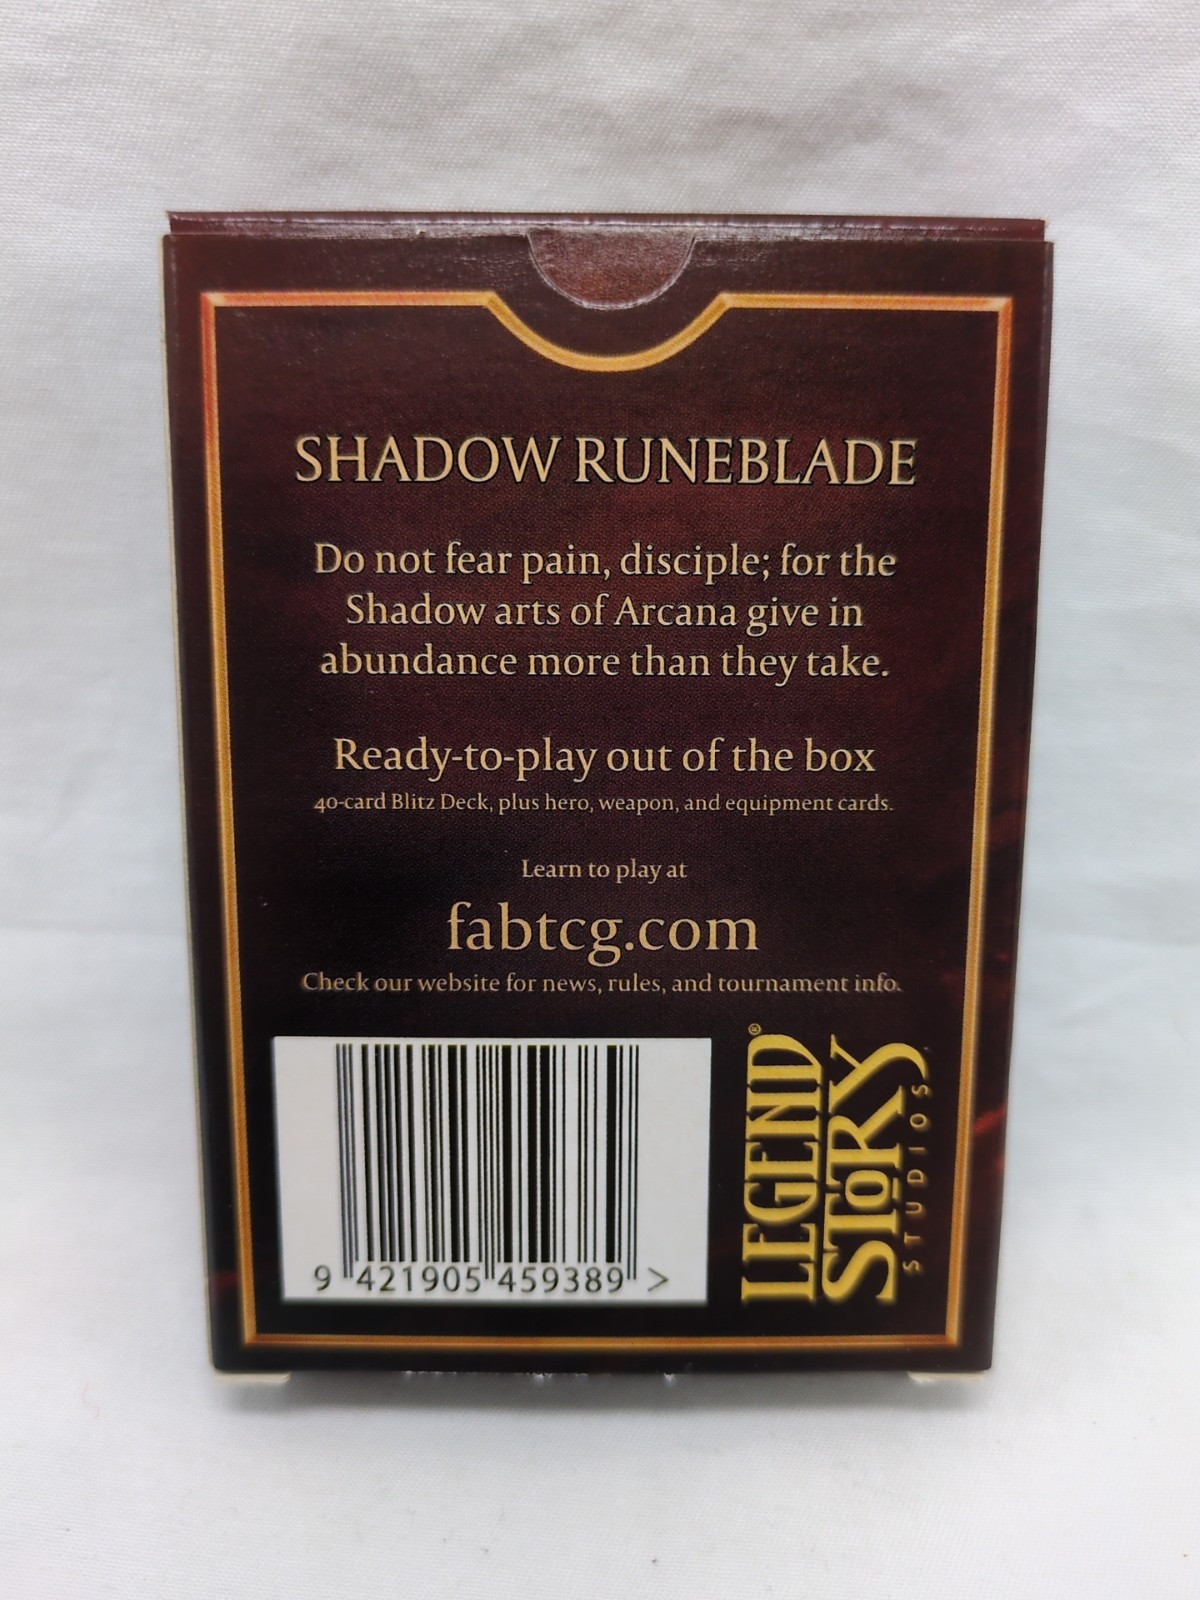 SHADOW RUNEBLADE
Do not fear pain, disciple; for the
Shadow arts of Arcana give in
abundance more than they take.
Ready-to-play out of the box
40-card Blitz Deck, plus hero, weapon, and equipment cards.
Learn to play at
fabtcg.com
Check our website for news, rules, and tournament info.
9 421905 459389 >
LEGEND®
STORY
STUDIOS